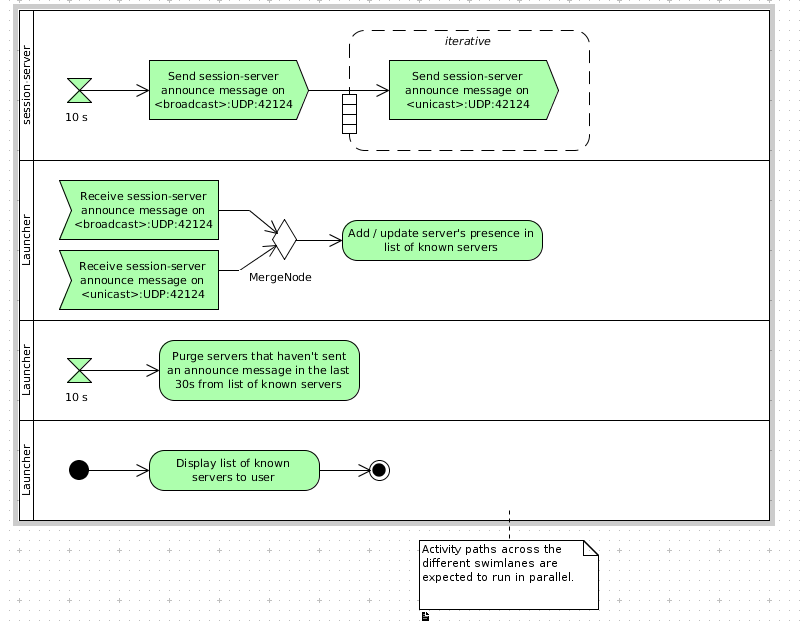 session-server
10 s
Send session-server
announce message on
<broadcast>:UDP:42124
iterative
Send session-server
announce message on
<unicast>:UDP:42124
Launcher
Receive session-server
announce message on
<broadcast>:UDP:42124
Receive session-server
announce message on
<unicast>:UDP:42124
MergeNode
Add / update server's presence in
list of known servers
Launcher
10 s
Purge servers that haven't sent
an announce message in the last
30s from list of known servers
Launcher
Display list of known
servers to user
Activity paths across the
different swimlanes are
expected to run in parallel.